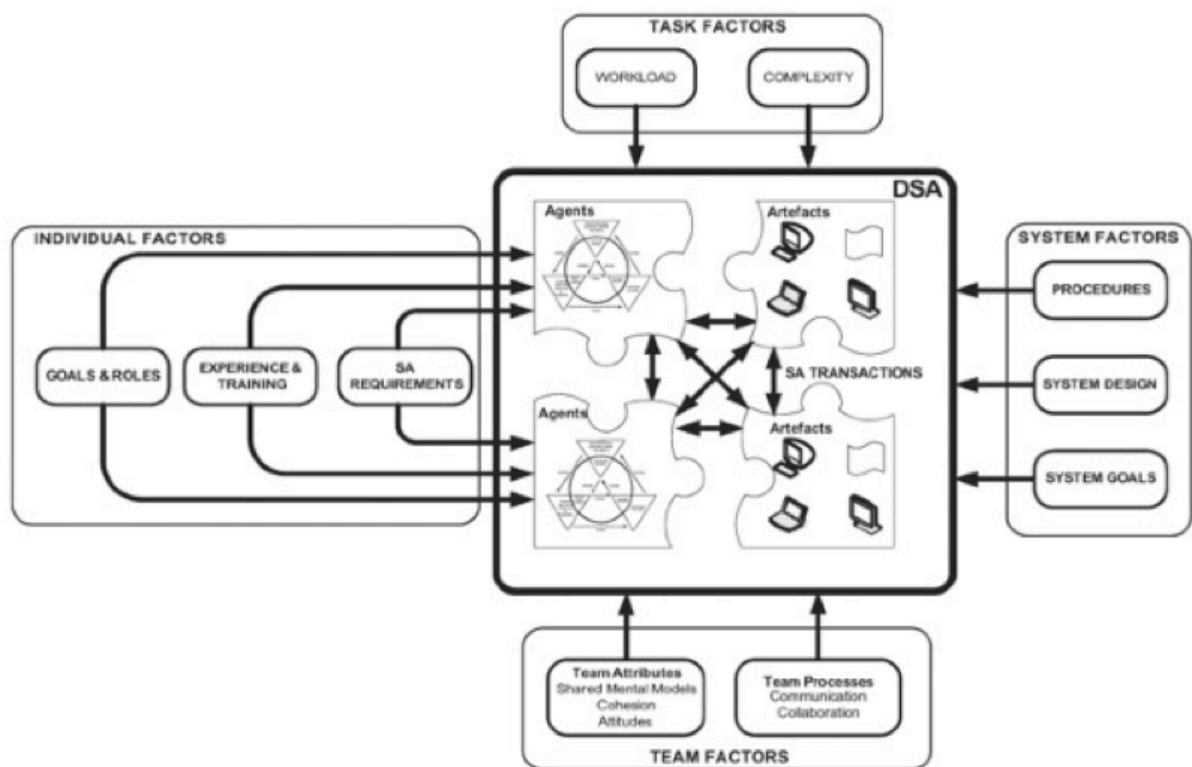 TASK FACTORS
WORKLOAD
COMPLEXITY
DSA
Agents
Artefacts
INDIVIDUAL FACTORS
GOALS & ROLES
EXPERIENCE &
TRAINING
SA
REQUIREMENTS
SA TRANSACTIONS
Agents
Artefacts
SYSTEM FACTORS
PROCEDURES
SYSTEM DESIGN
SYSTEM GOALS
Team Attributes
Shared Mental Models
Cohesion
Attitudes
Team Processes
Communication
Collaboration
TEAM FACTORS